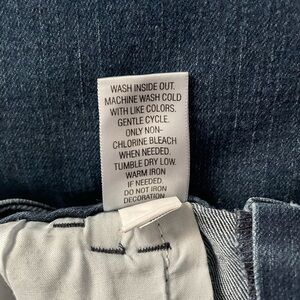 WASH INSIDE OUT.
MACHINE WASH COLD
WITH LIKE COLORS.
GENTLE CYCLE.
ONLY NON-
CHLORINE BLEACH
WHEN NEEDED.
TUMBLE DRY LOW.
WARM IRON
IF NEEDED.
DO NOT IRON
DECORATION